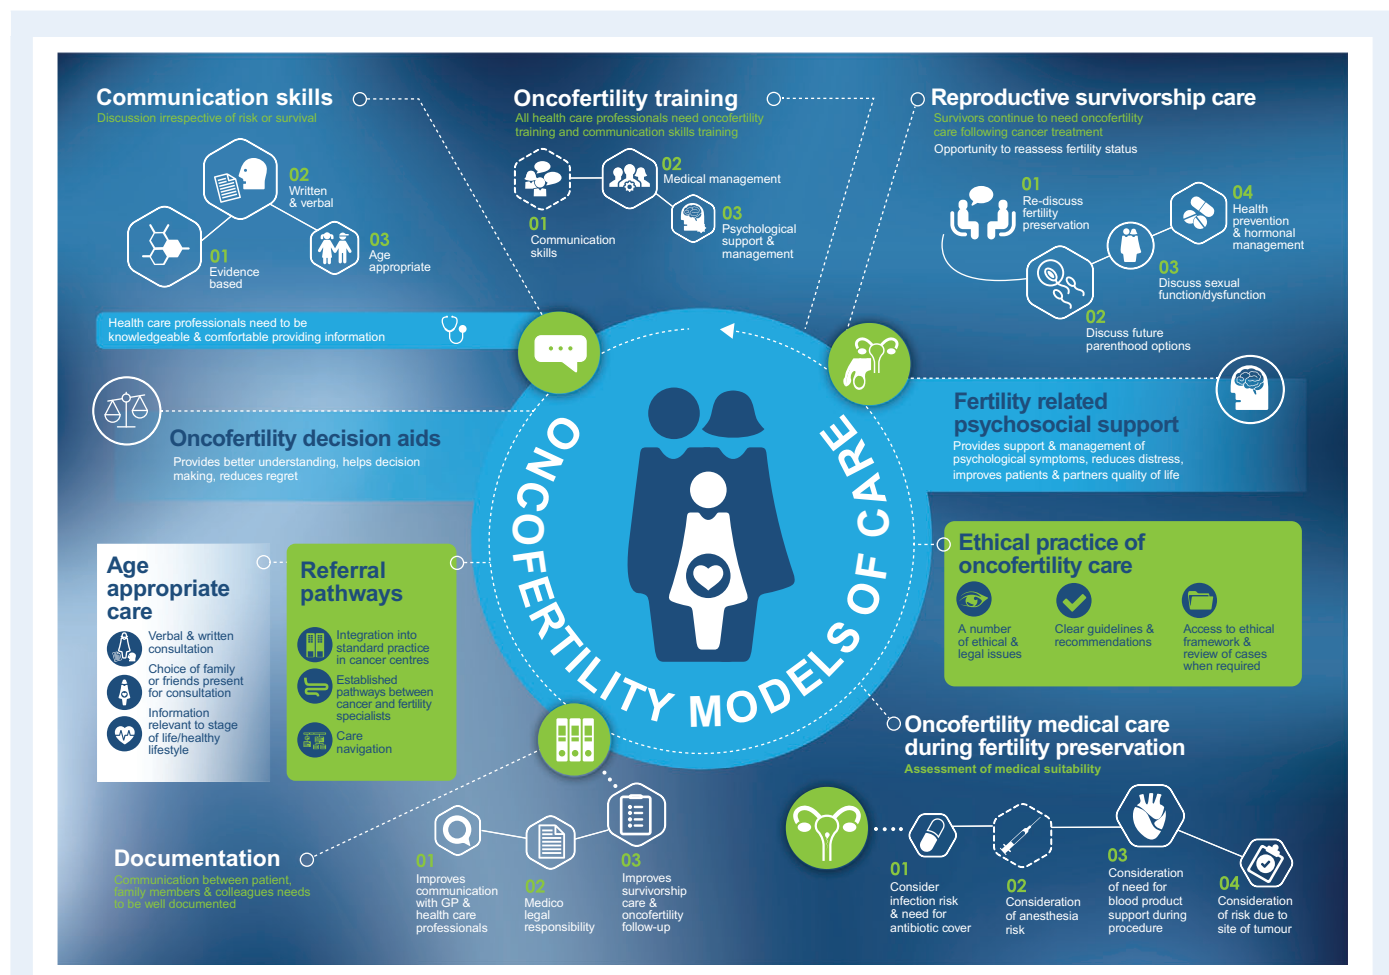 Communication skills
Discussion irrespective of risk or survival
01
Evidence
based
02
Written
& verbal
03
Age
appropriate
Health care professionals need to be
knowledgeable & comfortable providing information
Oncofertility training
All health care professionals need oncofertility
training and communication skills training
01
Communication
skills
02
Medical management
03
Psychological
support &
management
Reproductive survivorship care
Survivors continue to need oncofertility
care following cancer treatment
Opportunity to reassess fertility status
01
Re-discuss
fertility
preservation
02
Discuss future
parenthood options
03
Discuss sexual
function/dysfunction
04
Health
prevention
& hormonal
management
Oncofertility decision aids
Provides better understanding, helps decision
making, reduces regret
Fertility related
psychosocial support
Provides support & management of
psychological symptoms, reduces distress,
improves patients & partners quality of life
ONCOFERTILITY MODELS OF CARE
Age
appropriate
care
Verbal & written
consultation
Choice of family
or friends present
for consultation
Information
relevant to stage
of life/healthy
lifestyle
Referral
pathways
Integration into
standard practice
in cancer centres
Established
pathways between
cancer and fertility
specialists
Care
navigation
Ethical practice of
oncofertility care
A number
of ethical &
legal issues
Clear guidelines &
recommendations
Access to ethical
framework &
review of cases
when required
Oncofertility medical care
during fertility preservation
Assessment of medical suitability
01
Consider
infection risk
& need for
antibiotic cover
02
Consideration
of anesthesia
risk
03
Consideration
of need for
blood product
support during
procedure
04
Consideration
of risk due to
site of tumour
Documentation
Communication between patient,
family members & colleagues needs
to be well documented
01
Improves
communication
with GP &
health care
professionals
02
Medico
legal
responsibility
03
Improves
survivorship
care &
oncofertility
follow-up